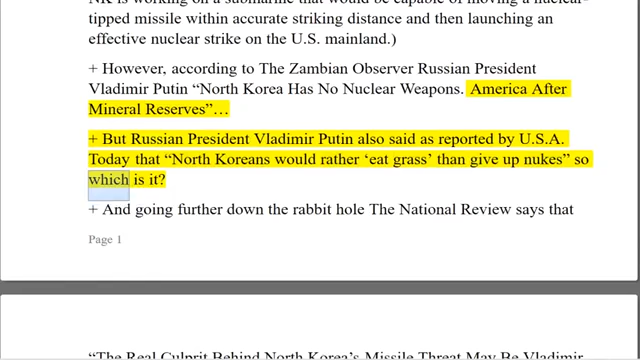 NK is working on a submarine that would be capable of moving a nuclear-
tipped missile within accurate striking distance and then launching an
effective nuclear strike on the U.S. mainland.)
+ However, according to The Zambian Observer Russian President
Vladimir Putin “North Korea Has No Nuclear Weapons. America After
Mineral Reserves”…
+ But Russian President Vladimir Putin also said as reported by U.S.A.
Today that “North Koreans would rather ‘eat grass’ than give up nukes” so
which is it?
+ And going further down the rabbit hole The National Review says that
Page 1
“The Real Culprit Behind North Korea’s Missile Threat May Be Vladimir